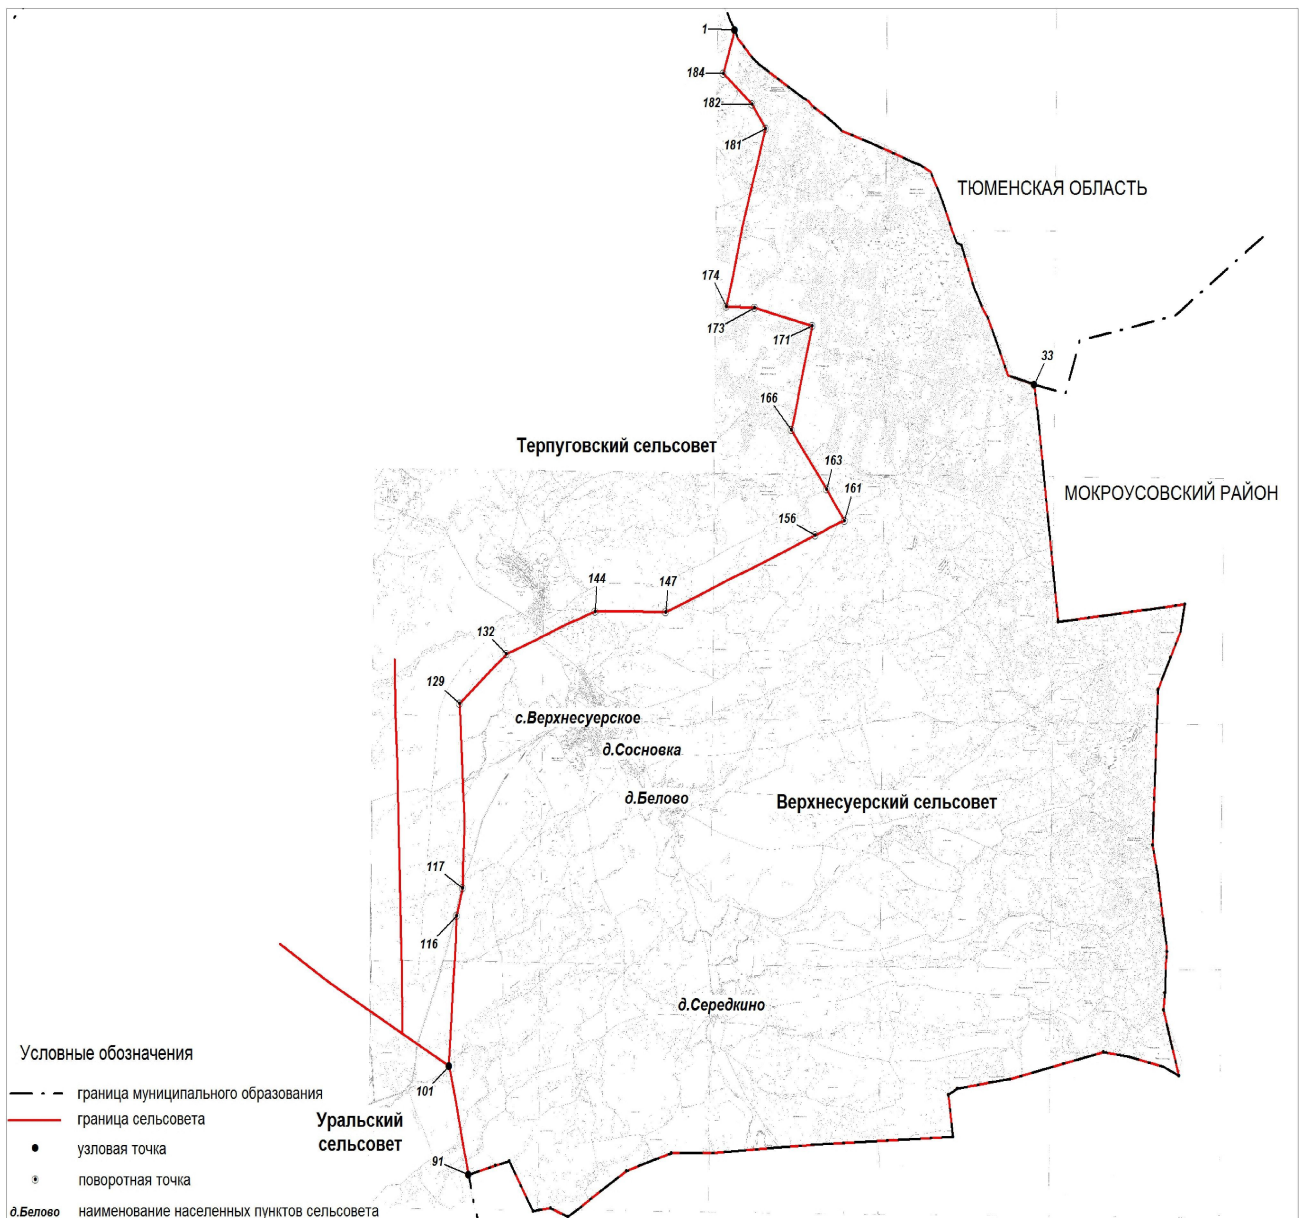 1
184
182
181
ТЮМЕНСКАЯ ОБЛАСТЬ
174
173
171
33
166
Терпуговский сельсовет
163
161
МОКРОУСОВСКИЙ РАЙОН
156
144
147
132
129
с.Верхнесуерское
д.Сосновка
д.Белово
Верхнесуерский сельсовет
117
116
д.Середкино
Условные обозначения
101
граница муниципального образования
граница сельсовета
Уральский
сельсовет
узловая точка
91
поворотная точка
д.Белово наименование населенных пунктов сельсовета